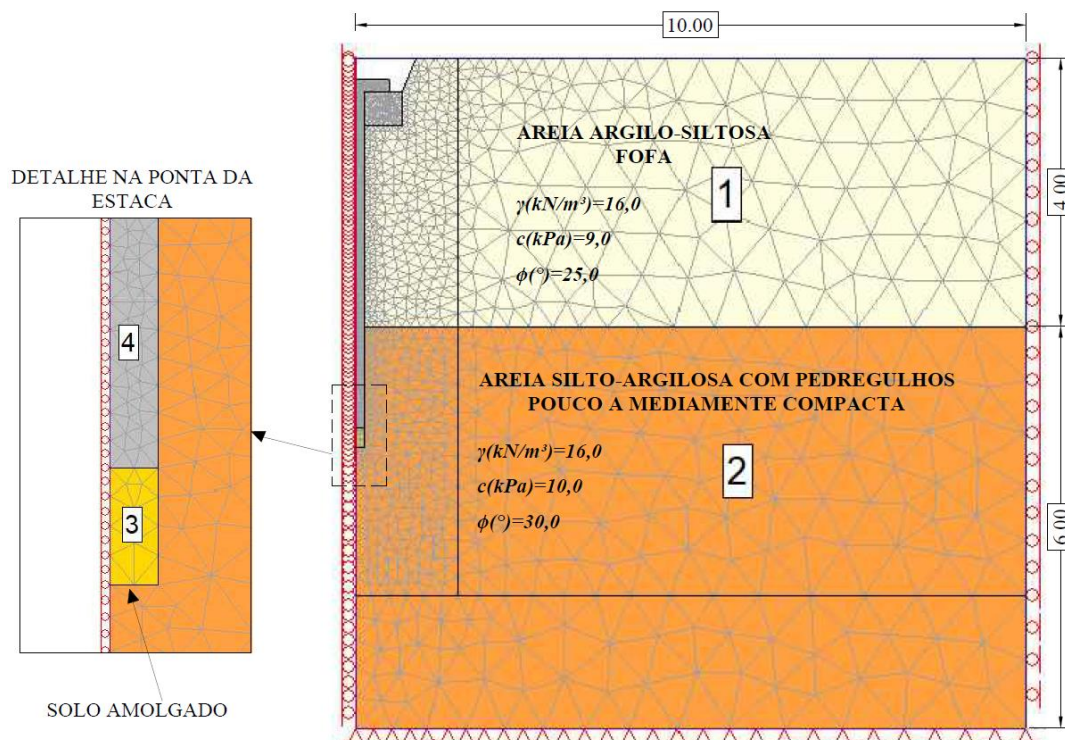 10.00
AREIA ARGILO-SILTOSA
FOFA
γ(kN/m³)=16,0
c(kPa)=9,0
ϕ(°)=25,0
1
4.00
DETALHE NA PONTA DA
ESTACA
4
3
SOLO AMOLGADO
AREIA SILTO-ARGILOSA COM PEDREGULHOS
POUCO A MEDIAMENTE COMPACTA
γ(kN/m³)=16,0
c(kPa)=10,0
ϕ(°)=30,0
2
6.00